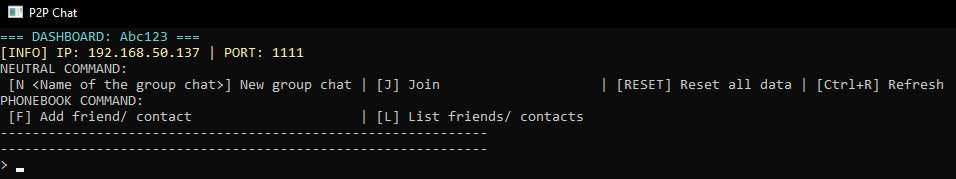 P2P Chat
=== DASHBOARD: Abc123 ===
[INFO] IP: 192.168.50.137 | PORT: 1111
NEUTRAL COMMAND:
 [N <Name of the group chat>] New group chat | [J] Join                    | [RESET] Reset all data | [Ctrl+R] Refresh
PHONEBOOK COMMAND:
 [F] Add friend/ contact                     | [L] List friends/ contacts
-------------------------------------------------------------
-------------------------------------------------------------
> _